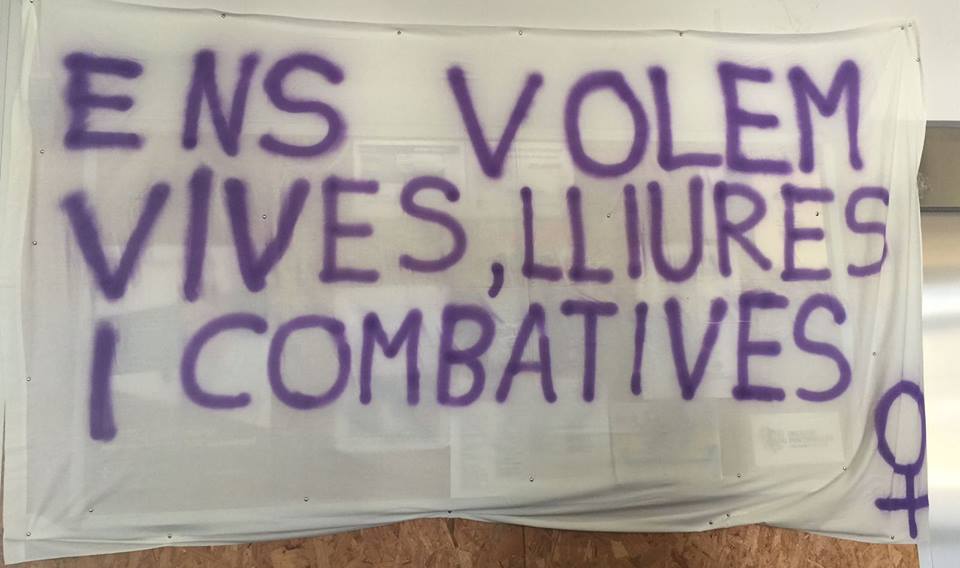 ENS VOLEM
VIVES, LLIURES
I COMBATIVES